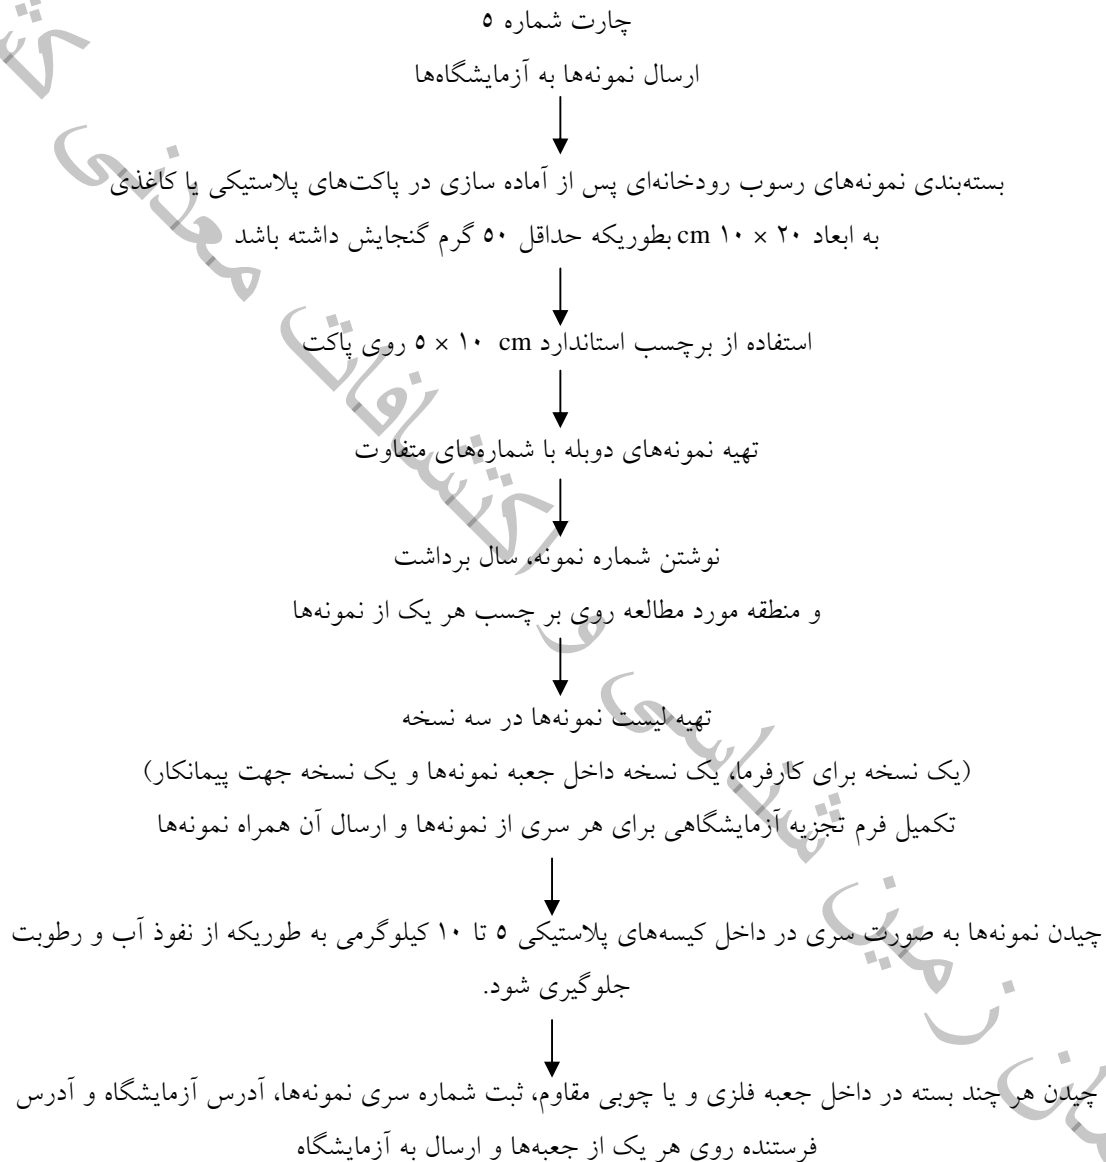 چارت شماره ۵
ارسال نمونه‌ها به آزمایشگاه‌ها
بسته‌بندی نمونه‌های رسوب رودخانه‌ای پس از آماده سازی در پاکت‌های پلاستیکی یا کاغذی
به ابعاد ۲۰ × ۱۰ cm بطوریکه حداقل ۵۰ گرم گنجایش داشته باشد
استفاده از برچسب استاندارد ۵ × ۱۰ cm روی پاکت
تهیه نمونه‌های دوبله با شماره‌های متفاوت
نوشتن شماره نمونه، سال برداشت
و منطقه مورد مطالعه روی بر چسب هر یک از نمونه‌ها
تهیه لیست نمونه‌ها در سه نسخه
(یک نسخه برای کارفرما، یک نسخه داخل جعبه نمونه‌ها و یک نسخه جهت پیمانکار)
تکمیل فرم تجزیه آزمایشگاهی برای هر سری از نمونه‌ها و ارسال آن همراه نمونه‌ها
چیدن نمونه‌ها به صورت سری در داخل کیسه‌های پلاستیکی ۵ تا ۱۰ کیلوگرمی به طوریکه از نفوذ آب و رطوبت
جلوگیری شود.
چیدن هر چند بسته در داخل جعبه فلزی و یا چوبی مقاوم، ثبت شماره سری نمونه‌ها، آدرس آزمایشگاه و آدرس
فرستنده روی هر یک از جعبه‌ها و ارسال به آزمایشگاه
زمین شناسی و اکتشافات معدنی